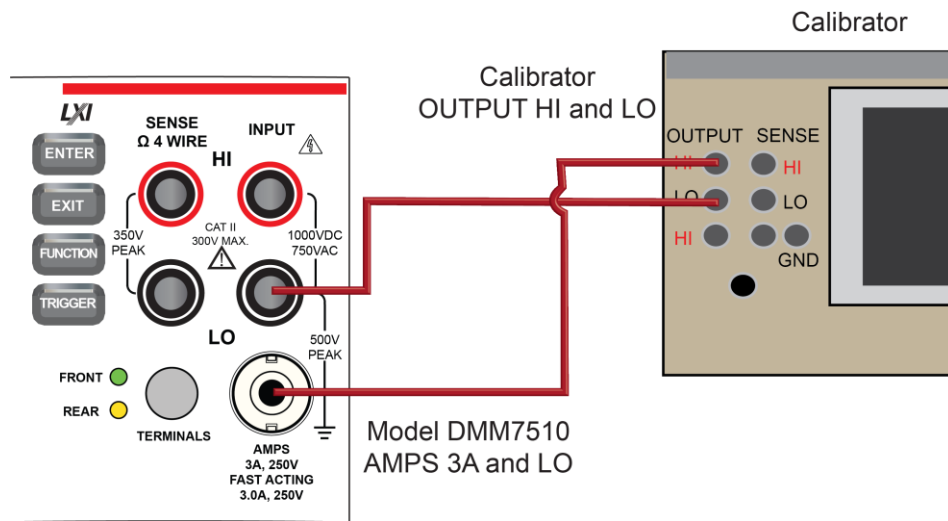 Calibrator
Calibrator
OUTPUT HI and LO
LXI
SENSE
Ω 4 WIRE
INPUT
HI
ENTER
EXIT
FUNCTION
TRIGGER
350V
PEAK
CAT II
300V MAX.
1000VDC
750VAC
LO
500V
PEAK
FRONT
REAR
TERMINALS
AMPS
3A, 250V
FAST ACTING
3.0A, 250V
Model DMM7510
AMPS 3A and LO
OUTPUT SENSE
HI HI
LO LO
HI
GND